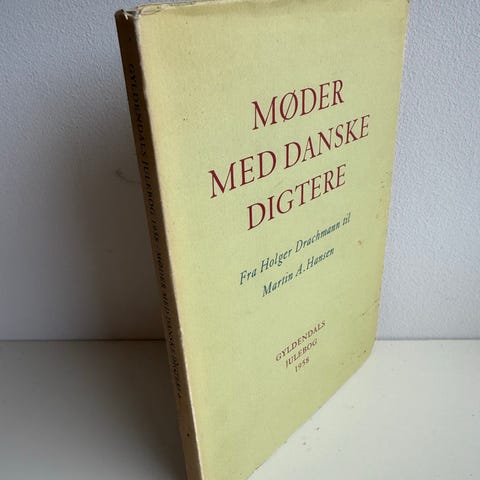 MØDER
MED DANSKE
DIGTERE
Fra Holger Drachmann til
Martin A. Hansen
GYLDENDALS
JULEBOG
1958
GYLDENDALS JULEBOG 1958 · MØDER MED DANSKE DIGTERE